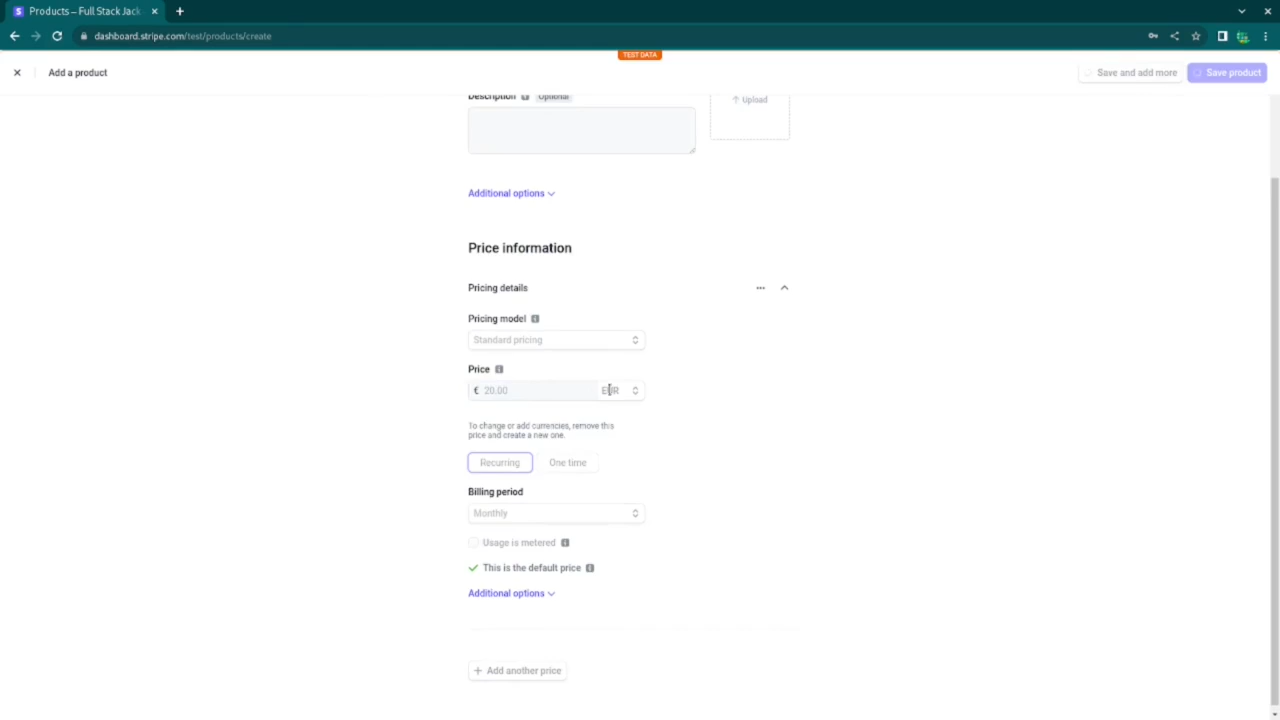 Products – Full Stack Jack
dashboard.stripe.com/test/products/create
TEST DATA
Add a product
Save and add more
Save product
Description
Optional
Upload
Additional options
Price information
Pricing details
Pricing model
Standard pricing
Price
€ 20.00
EUR
To change or add currencies, remove this
price and create a new one.
Recurring
One time
Billing period
Monthly
Usage is metered
This is the default price
Additional options
+ Add another price